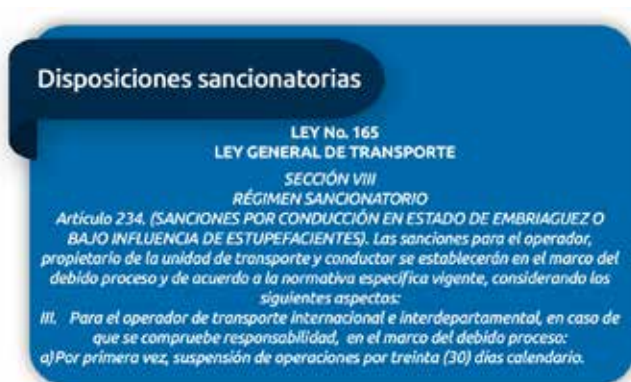 Disposiciones sancionatorias
LEY No. 165
LEY GENERAL DE TRANSPORTE
SECCIÓN VIII
RÉGIMEN SANCIONATORIO
Artículo 234. (SANCIONES POR CONDUCCIÓN EN ESTADO DE EMBRIAGUEZ O
BAJO INFLUENCIA DE ESTUPEFACIENTES). Las sanciones para el operador,
propietario de la unidad de transporte y conductor se establecerán en el marco del
debido proceso y de acuerdo a la normativa específica vigente, considerando los
siguientes aspectos:
III. Para el operador de transporte internacional e interdepartamental, en caso de
que se compruebe responsabilidad, en el marco del debido proceso:
a)Por primera vez, suspensión de operaciones por treinta (30) días calendario.